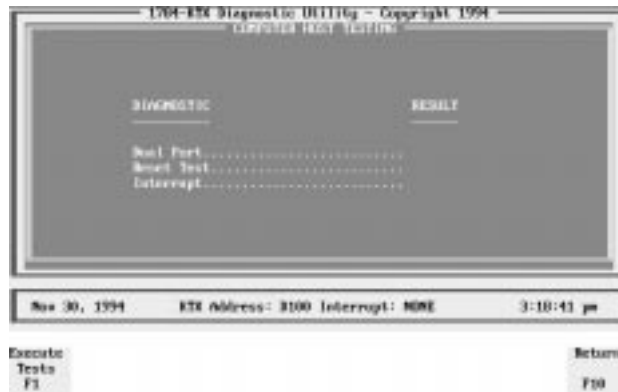 1784-KTX Diagnostic Utility - Copyright 1994
COMPUTER HOST TESTING
DIAGNOSTIC RESULT
Dual Port..............................
Reset Test.............................
Interrupt..............................
Nov 30, 1994 KTX Address: D100 Interrupt: NONE 3:18:41 pm
Execute Return
Tests
F1 F10